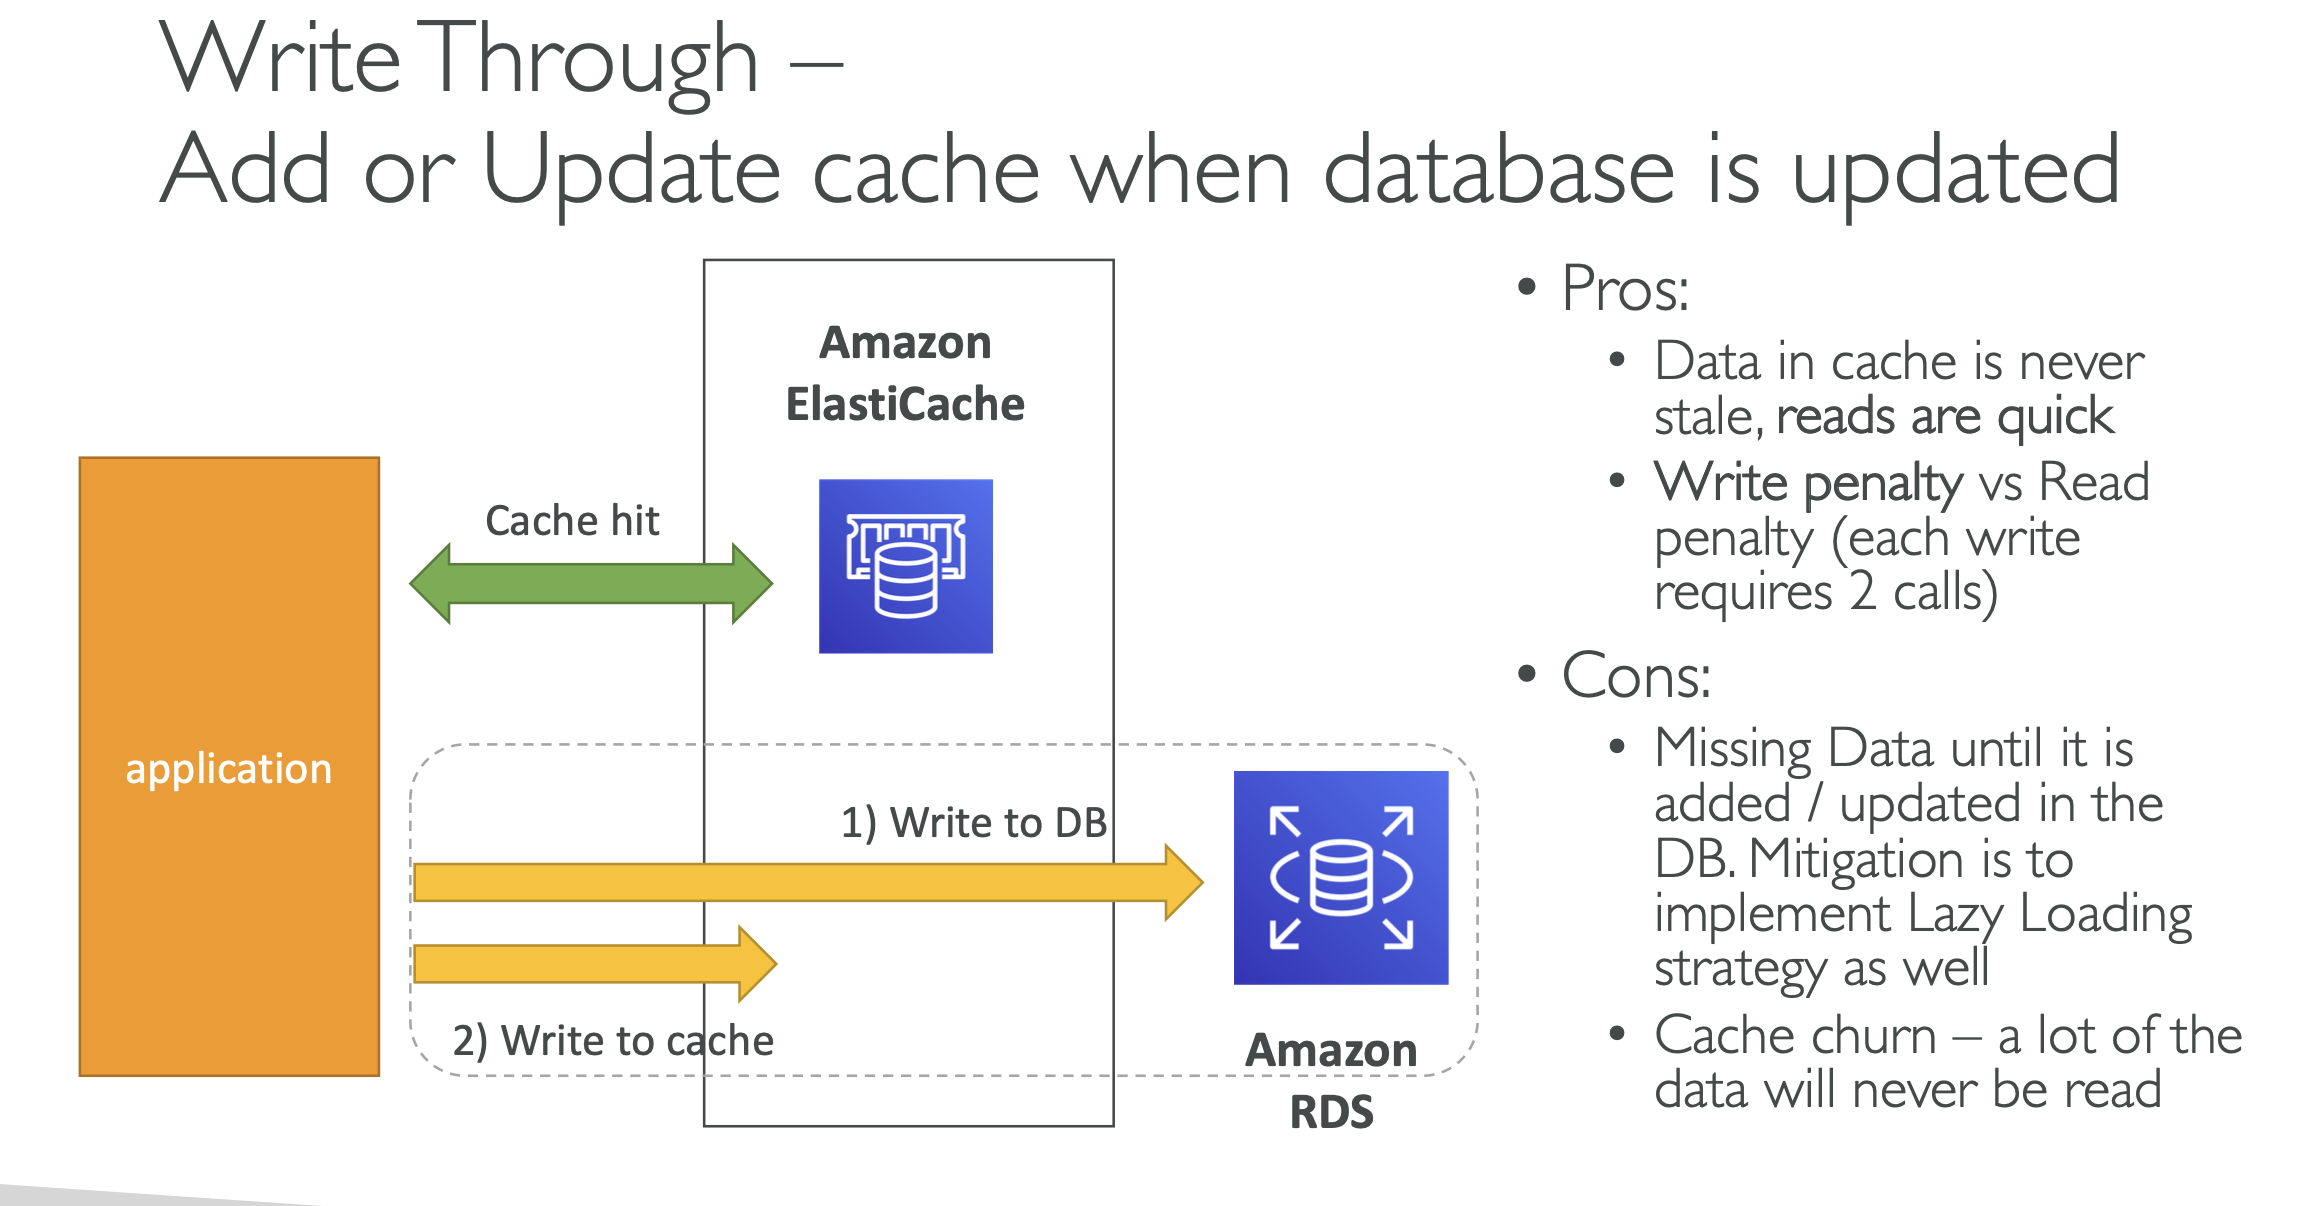 Write Through –
Add or Update cache when database is updated
Amazon
ElastiCache
Cache hit
application
1) Write to DB
2) Write to cache
Amazon
RDS
• Pros:
• Data in cache is never
stale, reads are quick
• Write penalty vs Read
penalty (each write
requires 2 calls)
• Cons:
• Missing Data until it is
added / updated in the
DB. Mitigation is to
implement Lazy Loading
strategy as well
• Cache churn – a lot of the
data will never be read